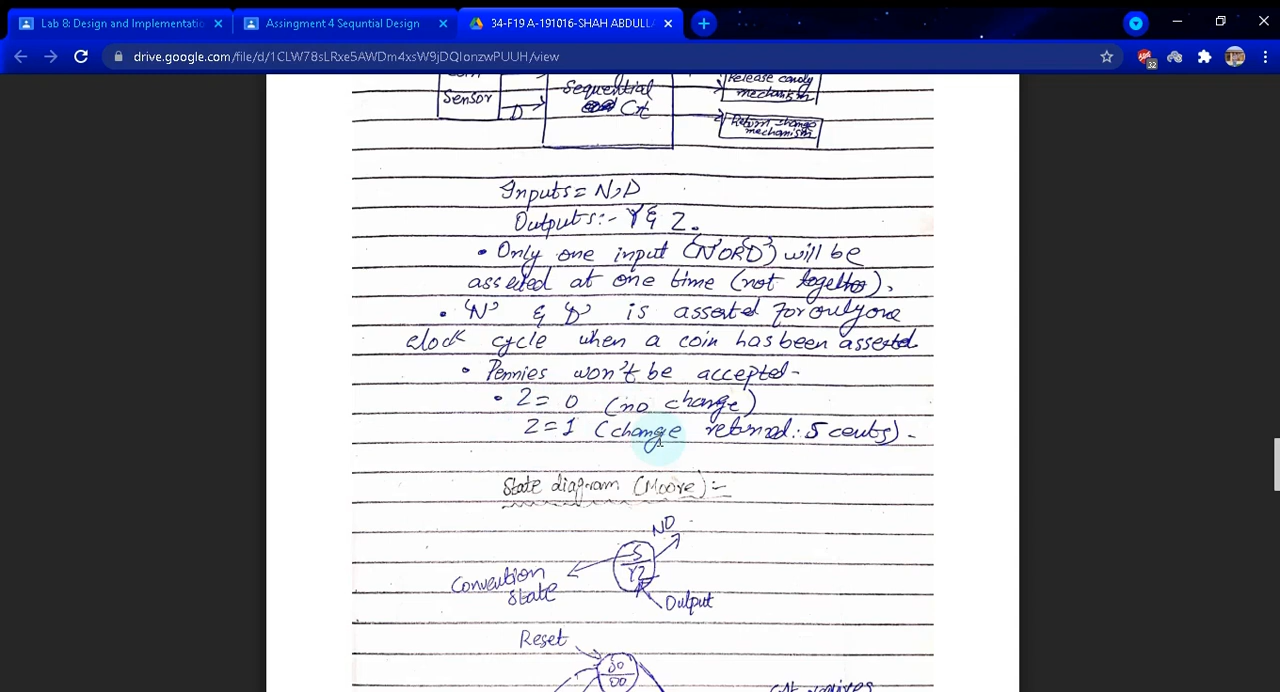 Lab 8: Design and Implementatio
Assingment 4 Sequntial Design
34-F19 A-191016-SHAH ABDULL
drive.google.com/file/d/1CLW78sLRxe5AWDm4xsW9jDQIonzwPUUH/view
32
Sensor
D
Sequential
Crt
Release candy
mechanism
Return change
mechanism
Inputs = N,D
Outputs:- Y & Z.
• Only one input ('N' OR 'D') will be
asserted at one time (not together).
• 'N' & 'D' is asserted for only one
clock cycle when a coin has been asserted
• Pennies won't be accepted-
• Z = 0 (no change)
Z = 1 (change returned: 5 cents).
State diagram (Moore):-
ND
S
YZ
Convention
State
Output
Reset
S0
00